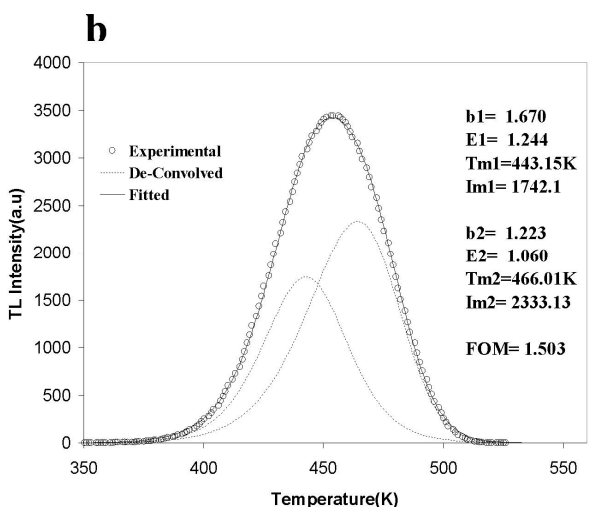 b
4000
3500
3000
2500
2000
1500
1000
500
0
TL Intensity(a.u)
Experimental
De-Convolved
Fitted
b1= 1.670
E1= 1.244
Tm1=443.15K
Im1= 1742.1
b2= 1.223
E2= 1.060
Tm2=466.01K
Im2= 2333.13
FOM= 1.503
350 400 450 500 550
Temperature(K)